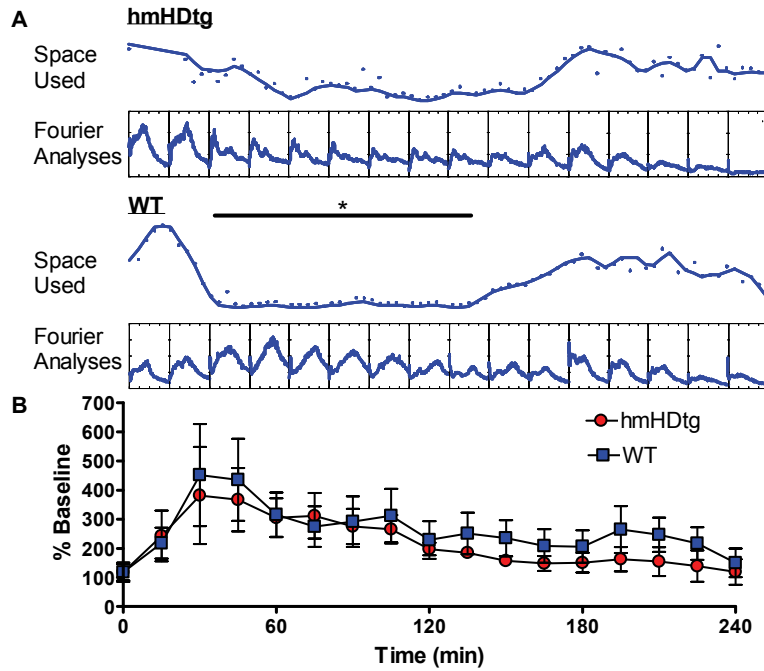 A
hmHDtg
Space
Used
Fourier
Analyses
WT
*
Space
Used
Fourier
Analyses
B
700
600
500
400
300
200
100
0
% Baseline
hmHDtg
WT
0 60 120 180 240
Time (min)